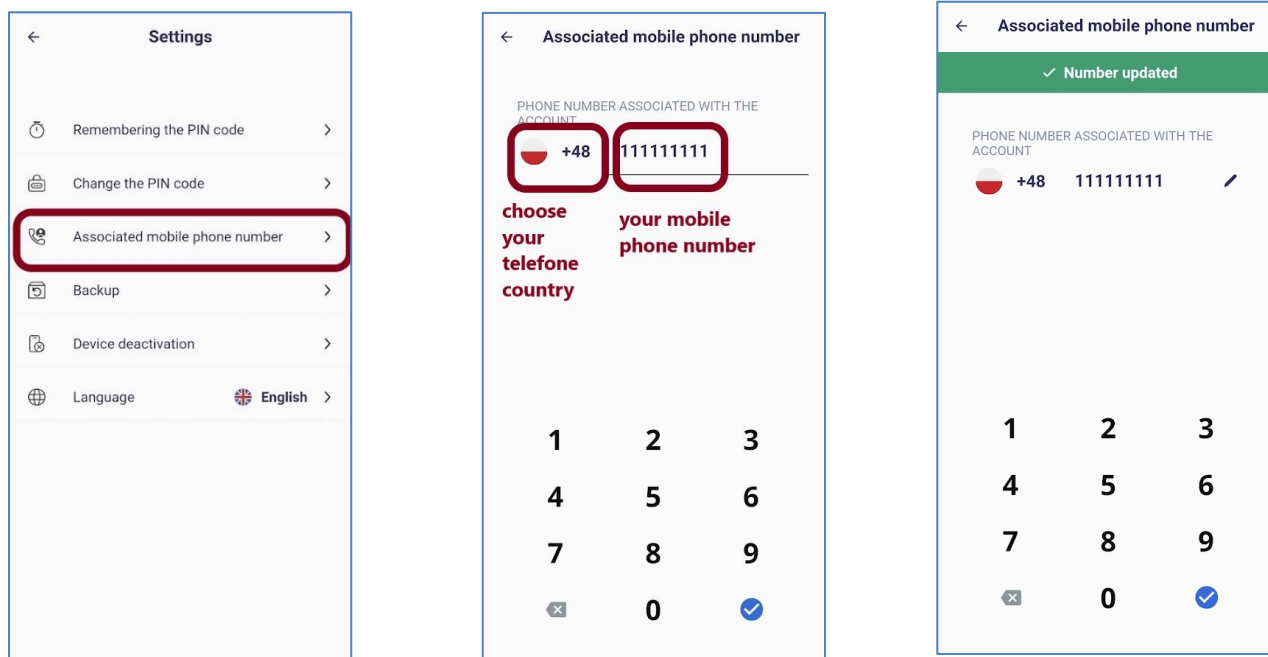 Settings
Remembering the PIN code
Change the PIN code
Associated mobile phone number
Backup
Device deactivation
Language English
Associated mobile phone number
PHONE NUMBER ASSOCIATED WITH THE
ACCOUNT
+48 111111111
choose
your
telefone
country
your mobile
phone number
1 2 3
4 5 6
7 8 9
0
Associated mobile phone number
Number updated
PHONE NUMBER ASSOCIATED WITH THE
ACCOUNT
+48 111111111
1 2 3
4 5 6
7 8 9
0